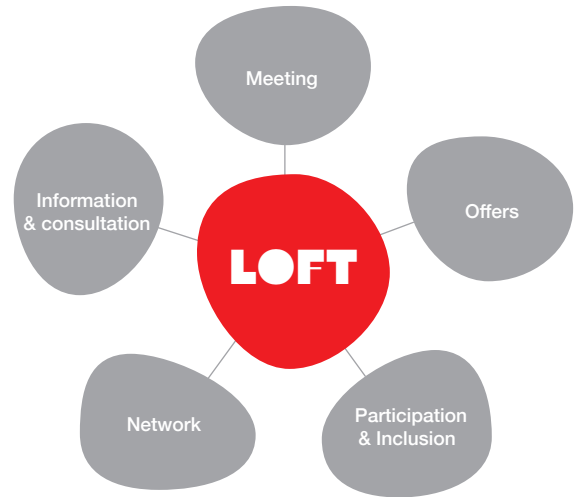 Meeting
Information
& consultation
Offers
LOFT
Network
Participation
& Inclusion